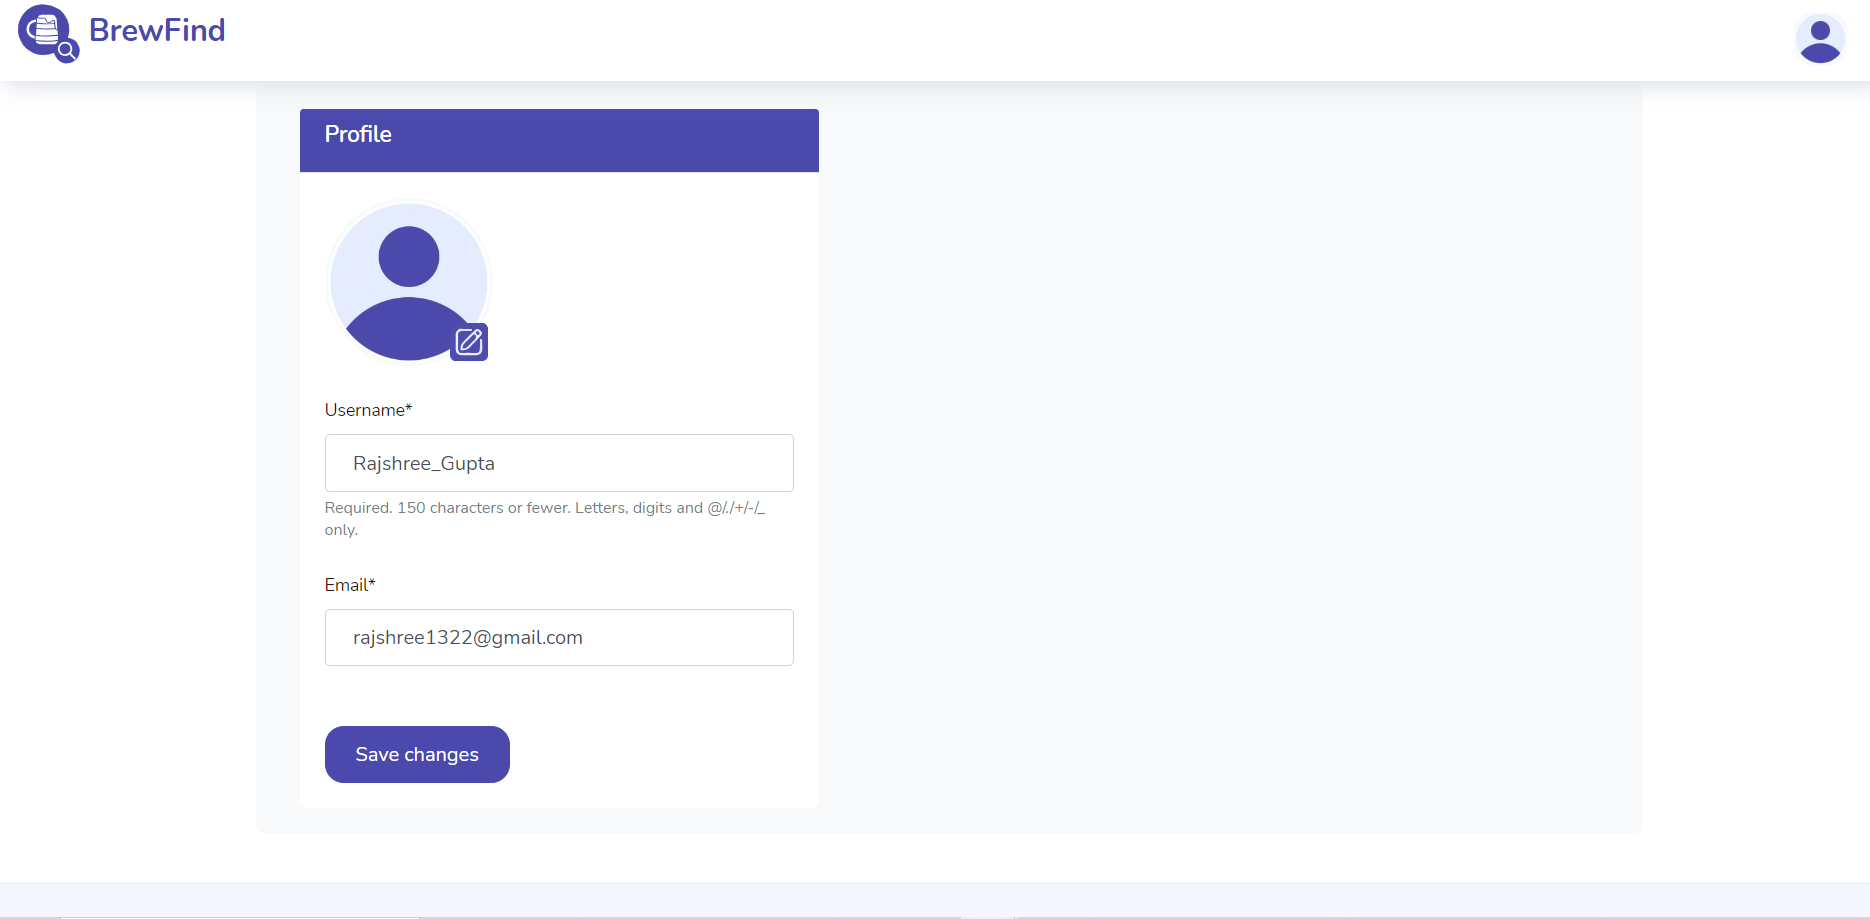 BrewFind
Profile
Username*
Rajshree_Gupta
Required. 150 characters or fewer. Letters, digits and @/./+/-/_
only.
Email*
rajshree1322@gmail.com
Save changes